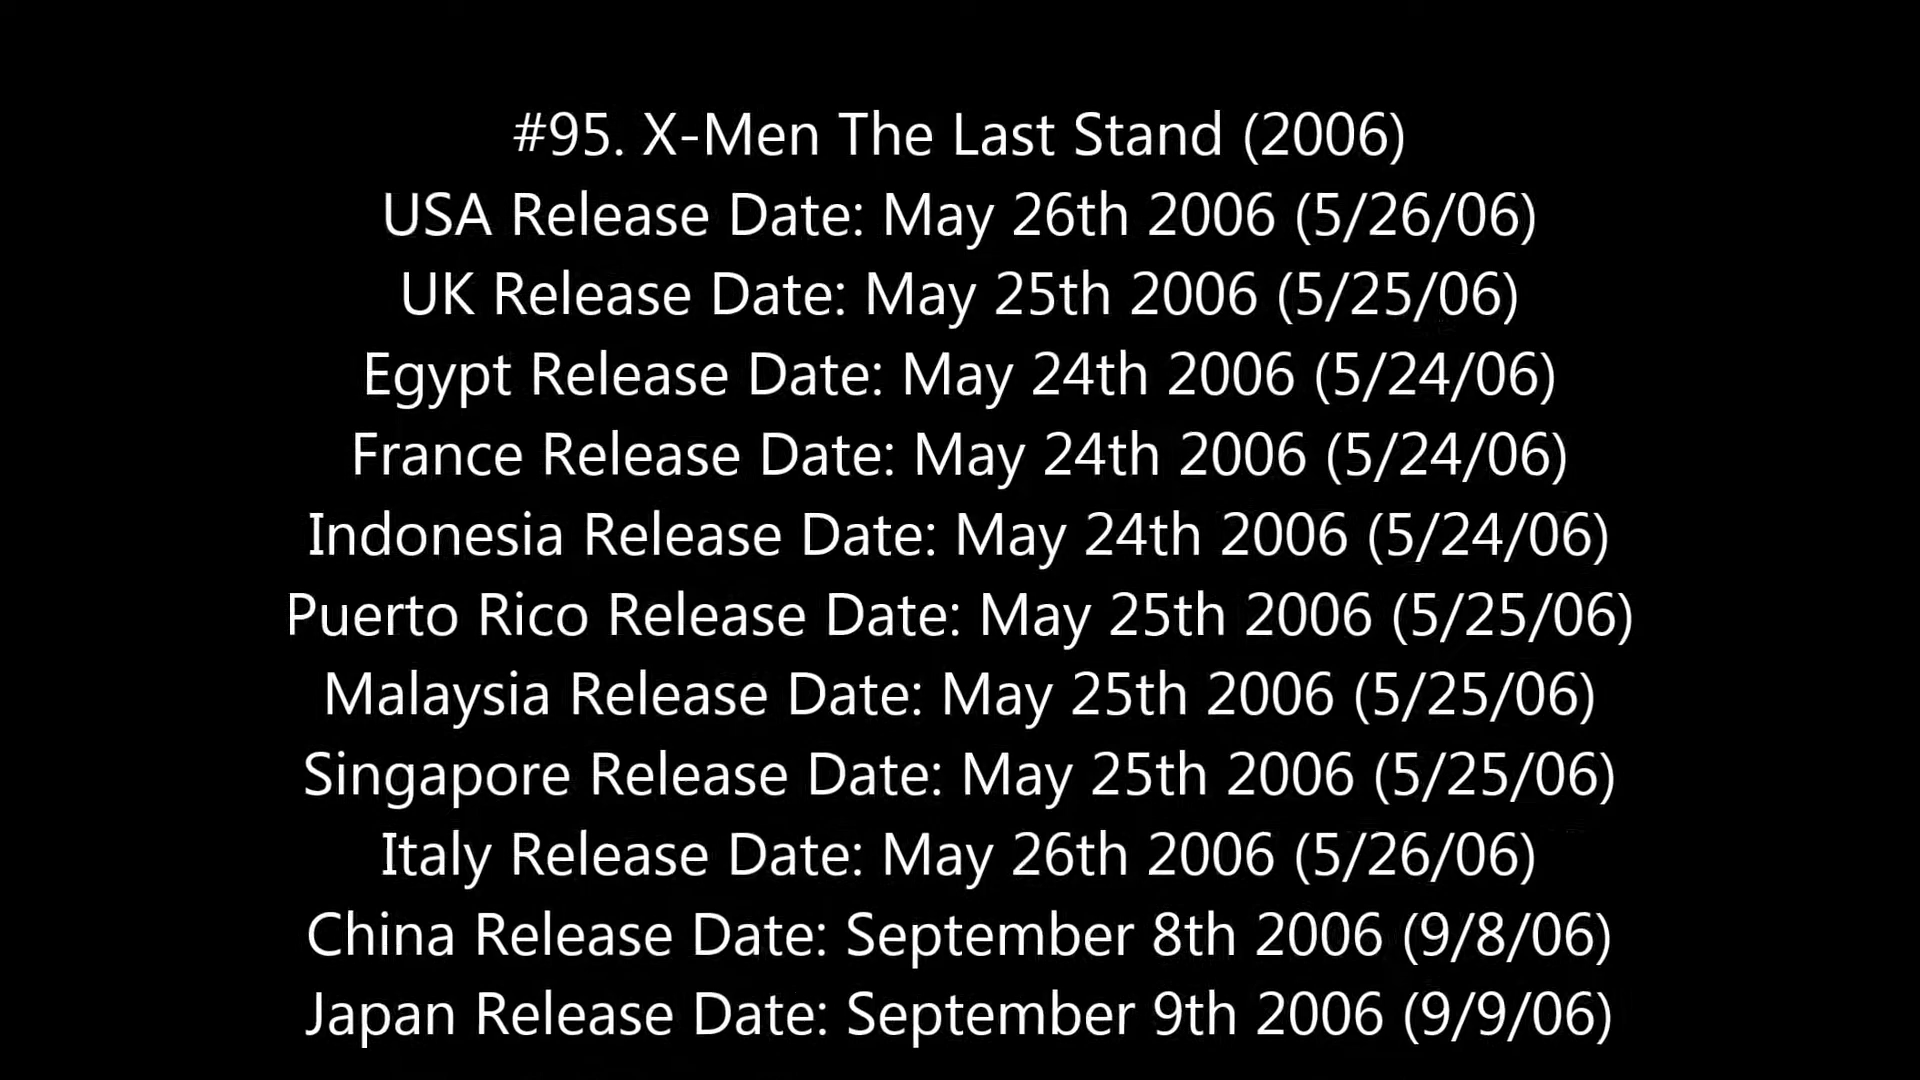 #95. X-Men The Last Stand (2006)
USA Release Date: May 26th 2006 (5/26/06)
UK Release Date: May 25th 2006 (5/25/06)
Egypt Release Date: May 24th 2006 (5/24/06)
France Release Date: May 24th 2006 (5/24/06)
Indonesia Release Date: May 24th 2006 (5/24/06)
Puerto Rico Release Date: May 25th 2006 (5/25/06)
Malaysia Release Date: May 25th 2006 (5/25/06)
Singapore Release Date: May 25th 2006 (5/25/06)
Italy Release Date: May 26th 2006 (5/26/06)
China Release Date: September 8th 2006 (9/8/06)
Japan Release Date: September 9th 2006 (9/9/06)